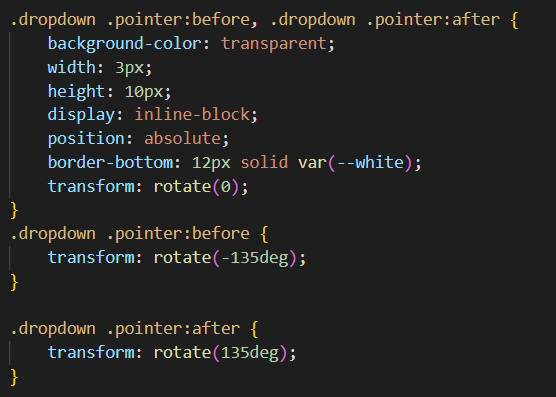 .dropdown .pointer:before, .dropdown .pointer:after {
    background-color: transparent;
    width: 3px;
    height: 10px;
    display: inline-block;
    position: absolute;
    border-bottom: 12px solid var(--white);
    transform: rotate(0);
}
.dropdown .pointer:before {
    transform: rotate(-135deg);
}

.dropdown .pointer:after {
    transform: rotate(135deg);
}